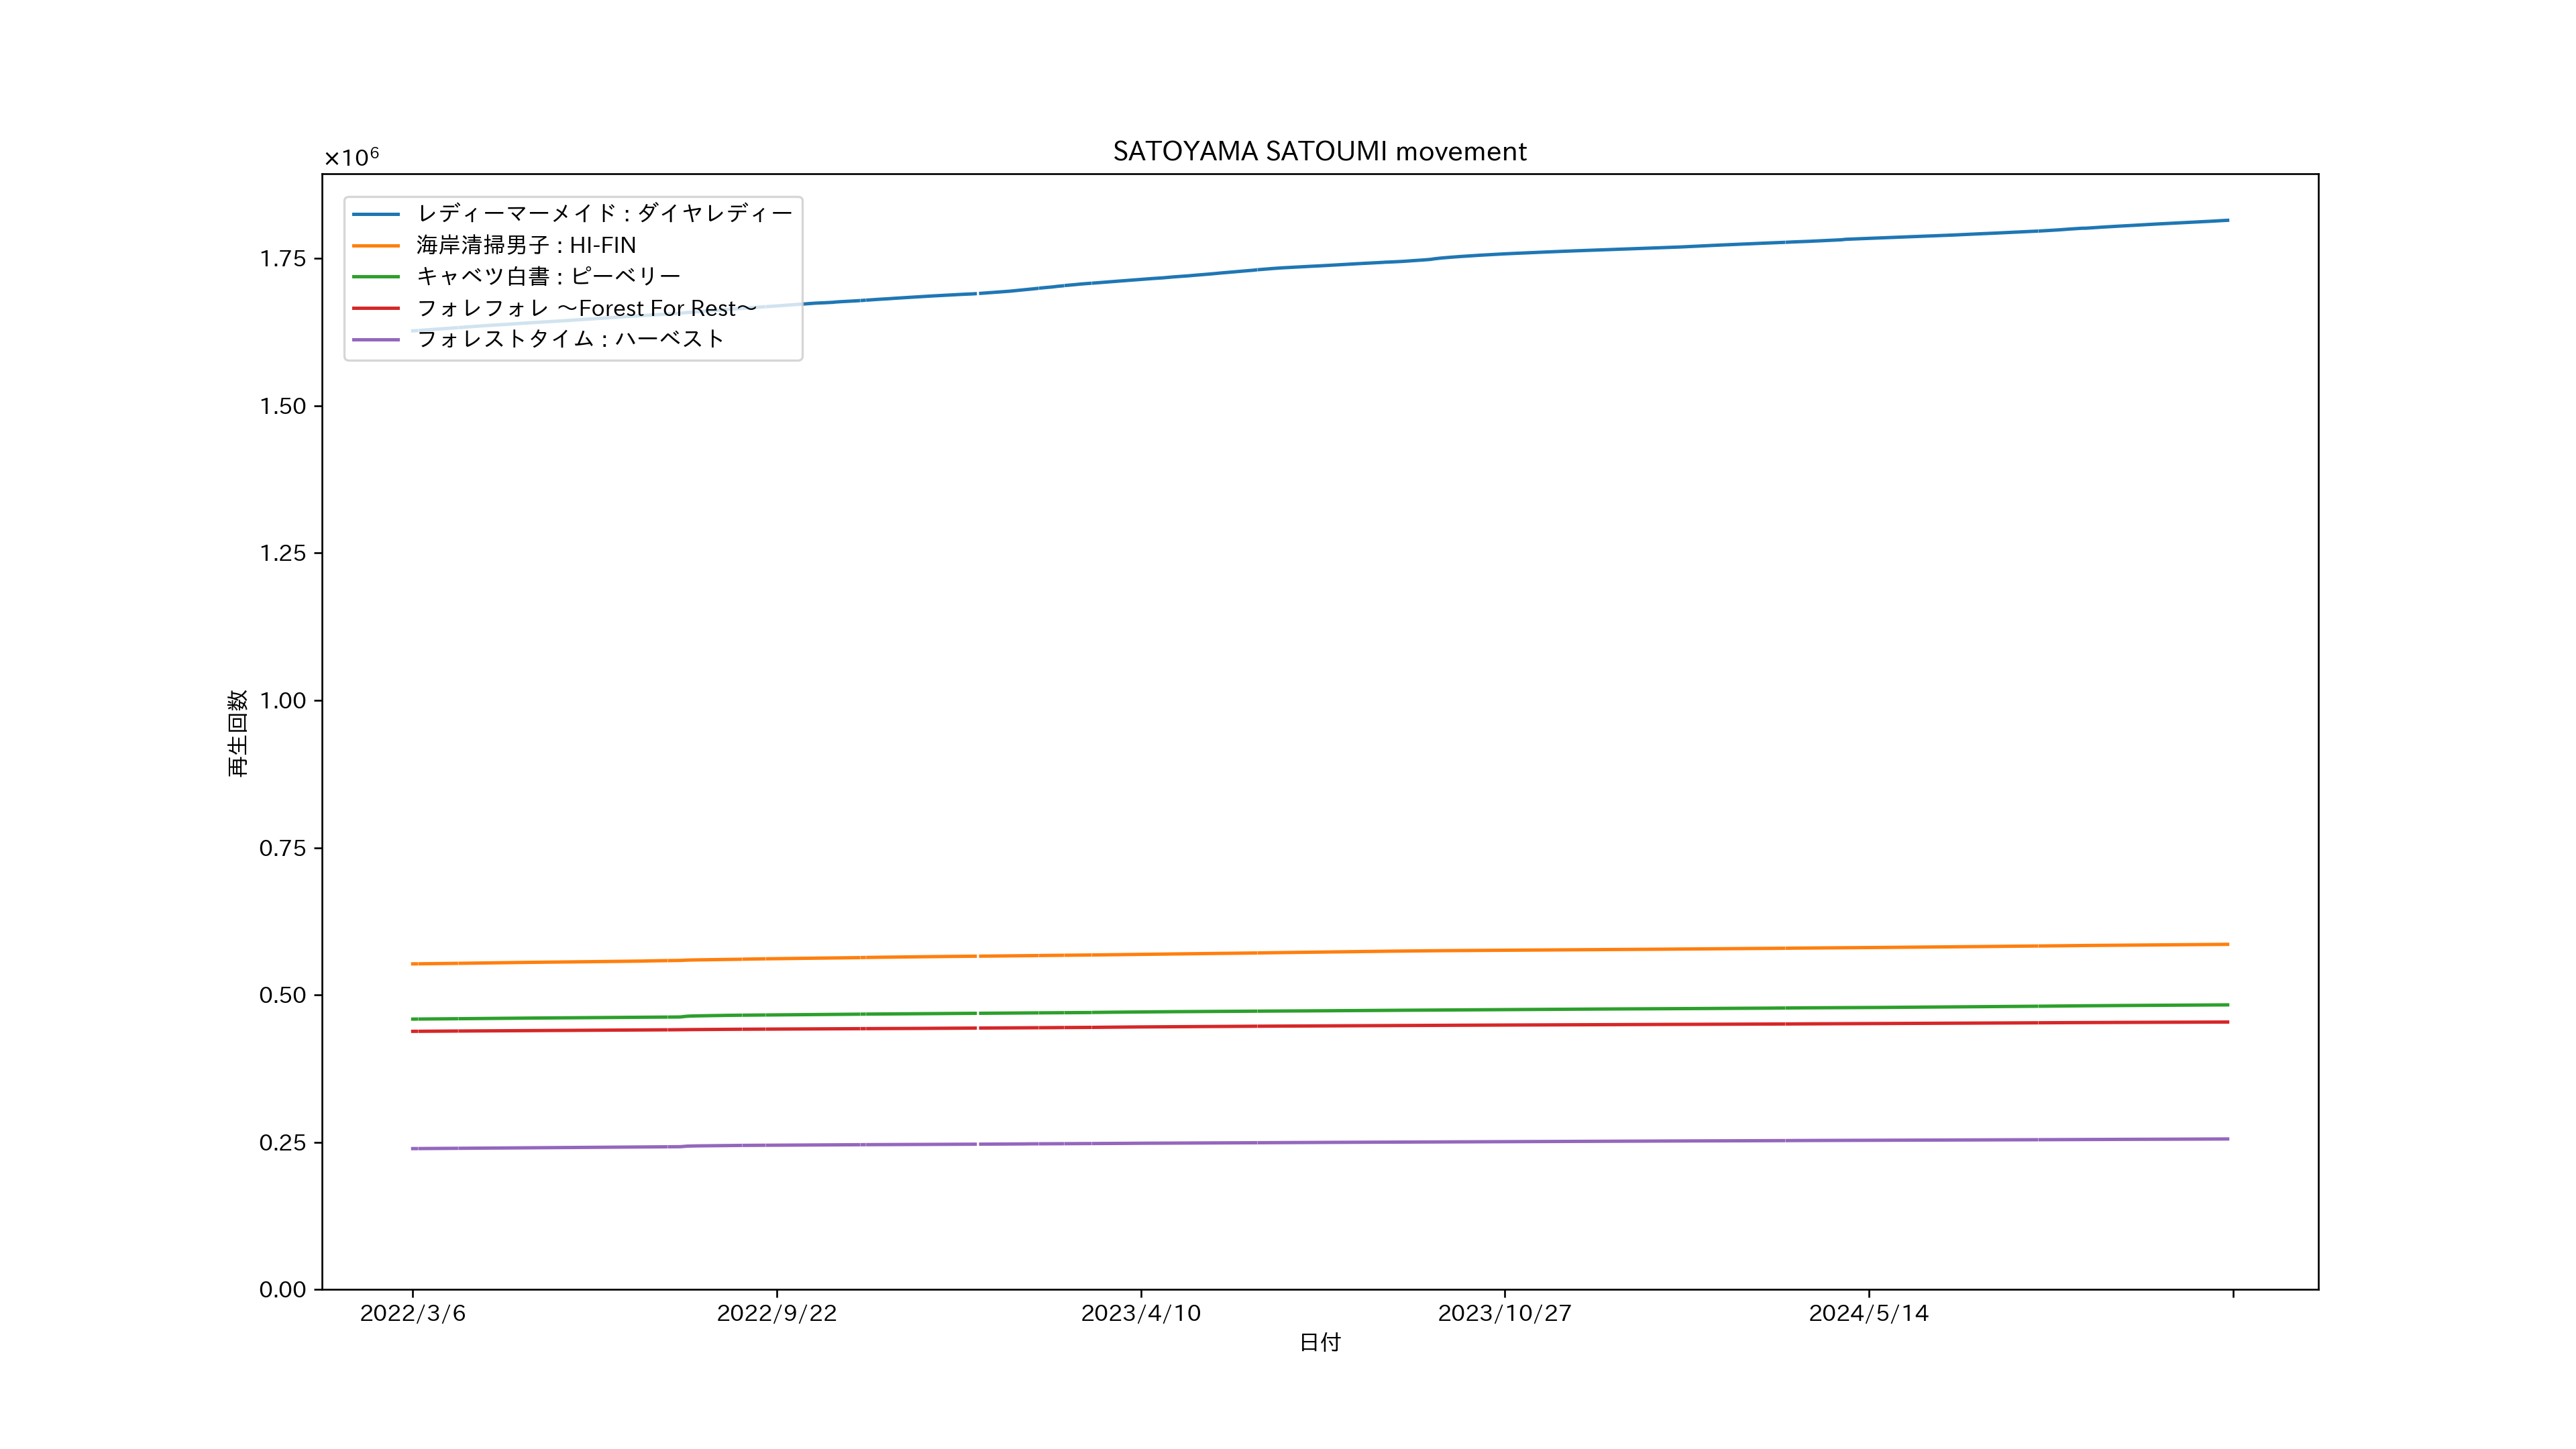 SATOYAMA SATOUMI movement
×10⁶
レディーマーメイド : ダイヤレディー
海岸清掃男子 : HI-FIN
キャベツ白書 : ピーベリー
フォレフォレ ～Forest For Rest～
フォレストタイム : ハーベスト
1.75
1.50
1.25
1.00
0.75
0.50
0.25
0.00
再生回数
2022/3/6
2022/9/22
2023/4/10
2023/10/27
2024/5/14
日付